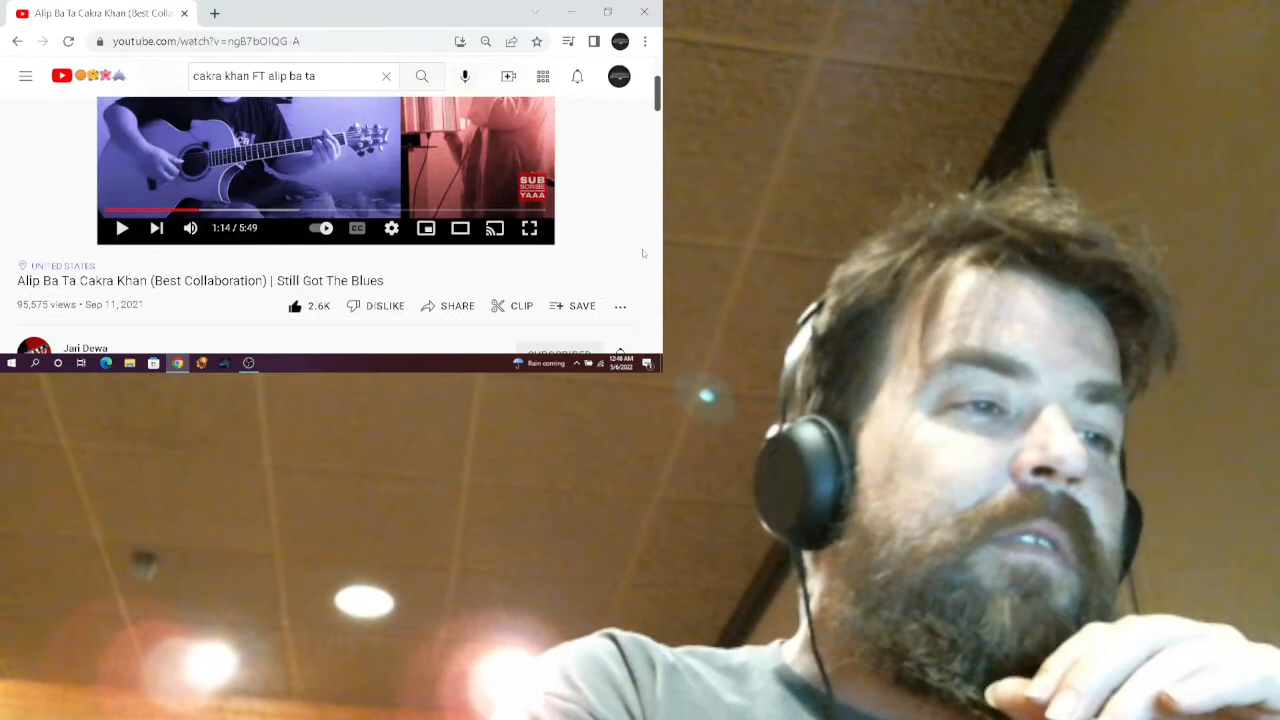 Alip Ba Ta Cakra Khan (Best Colla
youtube.com/watch?v=ngB7bOIQG-A
cakra khan FT alip ba ta
SUB
SCRIBE
YAAA
1:14 / 5:49
CC
UNITED STATES
Alip Ba Ta Cakra Khan (Best Collaboration) | Still Got The Blues
95,575 views • Sep 11, 2021
2.6K DISLIKE SHARE CLIP SAVE
Jari Dewa
SUBSCRIBED
Rain coming
12:46 AM
5/6/2022